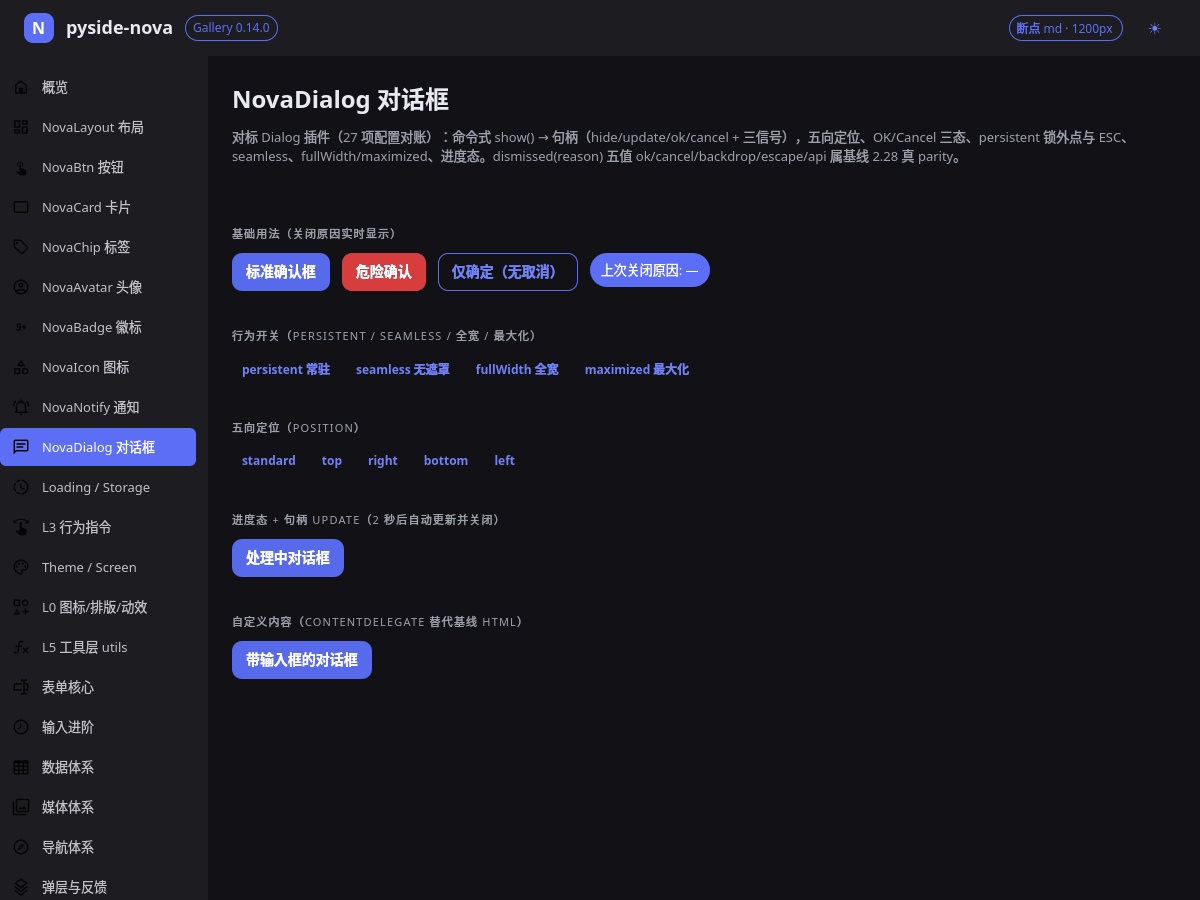 N pyside-nova Gallery 0.14.0 断点 md · 1200px
概览
NovaLayout 布局
NovaBtn 按钮
NovaCard 卡片
NovaChip 标签
NovaAvatar 头像
9+ NovaBadge 徽标
NovaIcon 图标
NovaNotify 通知
NovaDialog 对话框
Loading / Storage
L3 行为指令
Theme / Screen
L0 图标/排版/动效
L5 工具层 utils
表单核心
输入进阶
数据体系
媒体体系
导航体系
弹层与反馈
NovaDialog 对话框
对标 Dialog 插件（27 项配置对账）：命令式 show() → 句柄（hide/update/ok/cancel + 三信号），五向定位、OK/Cancel 三态、persistent 锁外点与 ESC、
seamless、fullWidth/maximized、进度态。dismissed(reason) 五值 ok/cancel/backdrop/escape/api 属基线 2.28 真 parity。
基础用法（关闭原因实时显示）
标准确认框 危险确认 仅确定（无取消） 上次关闭原因: —
行为开关（PERSISTENT / SEAMLESS / 全宽 / 最大化）
persistent 常驻 seamless 无遮罩 fullWidth 全宽 maximized 最大化
五向定位（POSITION）
standard top right bottom left
进度态 + 句柄 UPDATE（2 秒后自动更新并关闭）
处理中对话框
自定义内容（CONTENTDELEGATE 替代基线 HTML）
带输入框的对话框